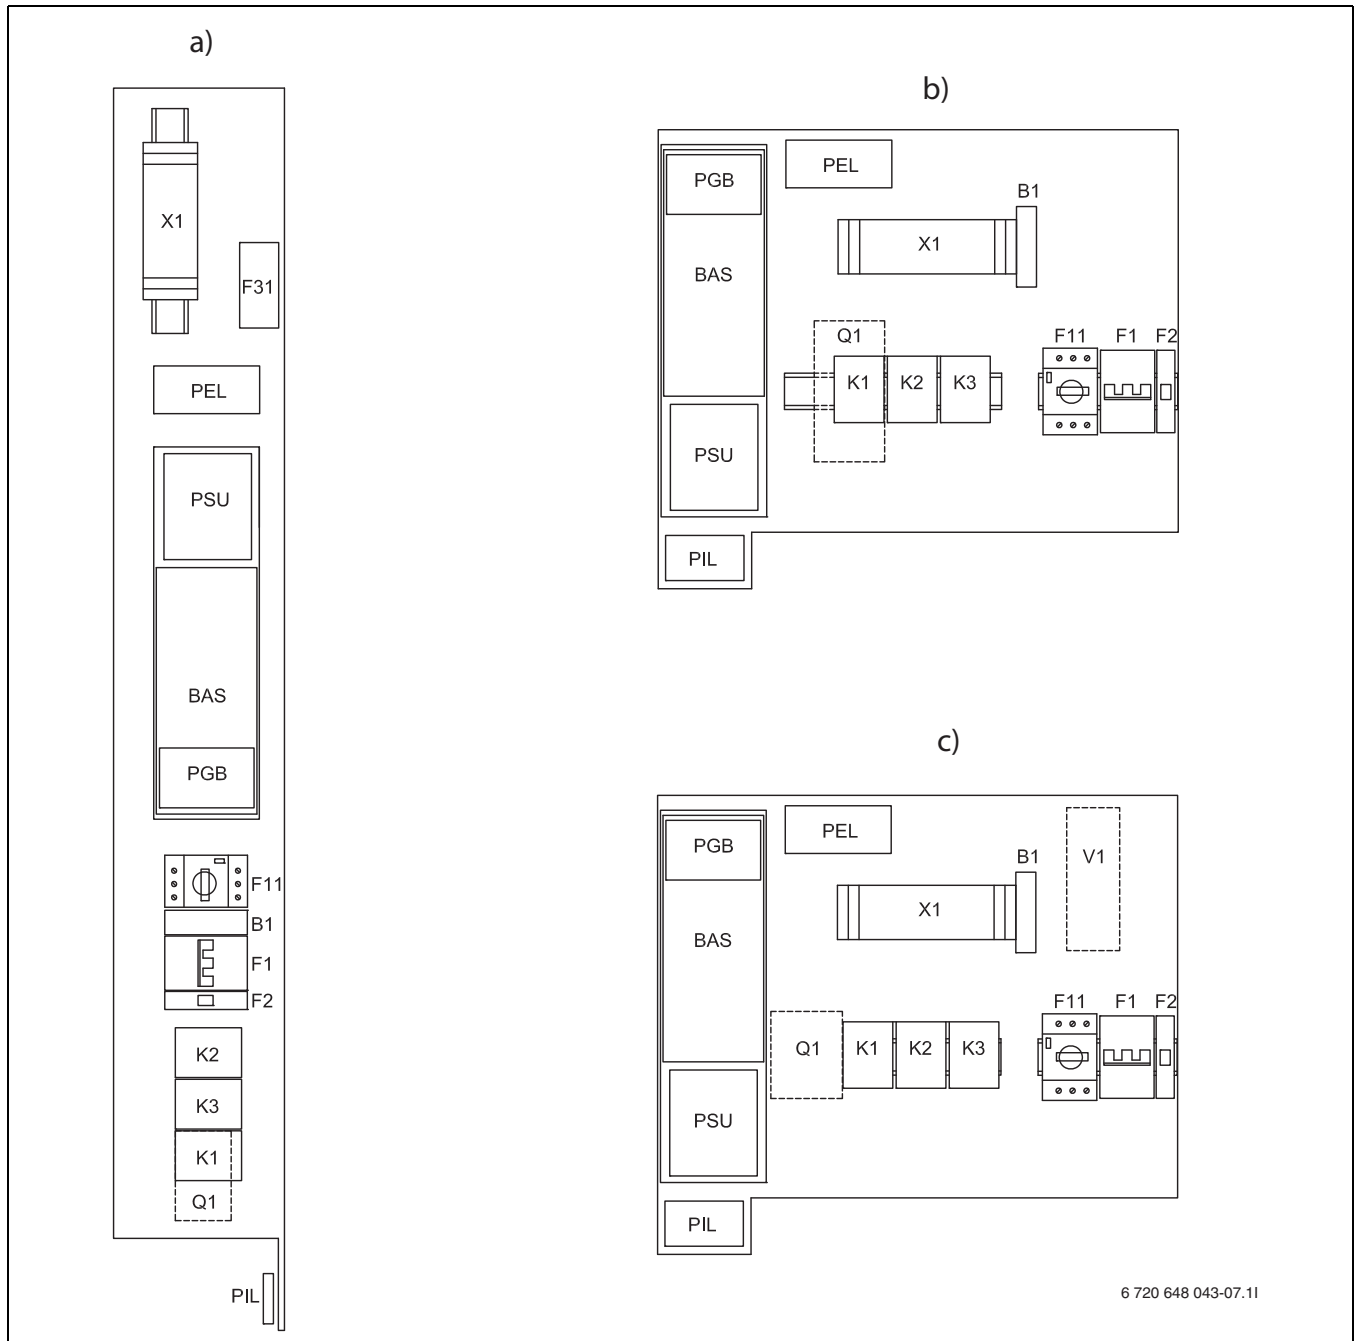 a)
X1
F31
PEL
PSU
BAS
PGB
F11
B1
F1
F2
K2
K3
K1
Q1
PIL
b)
PGB
PEL
B1
X1
BAS
Q1
F11 F1 F2
K1 K2 K3
PSU
PIL
c)
PGB
PEL
B1
V1
X1
BAS
F11 F1 F2
Q1 K1 K2 K3
PSU
PIL
6 720 648 043-07.1I